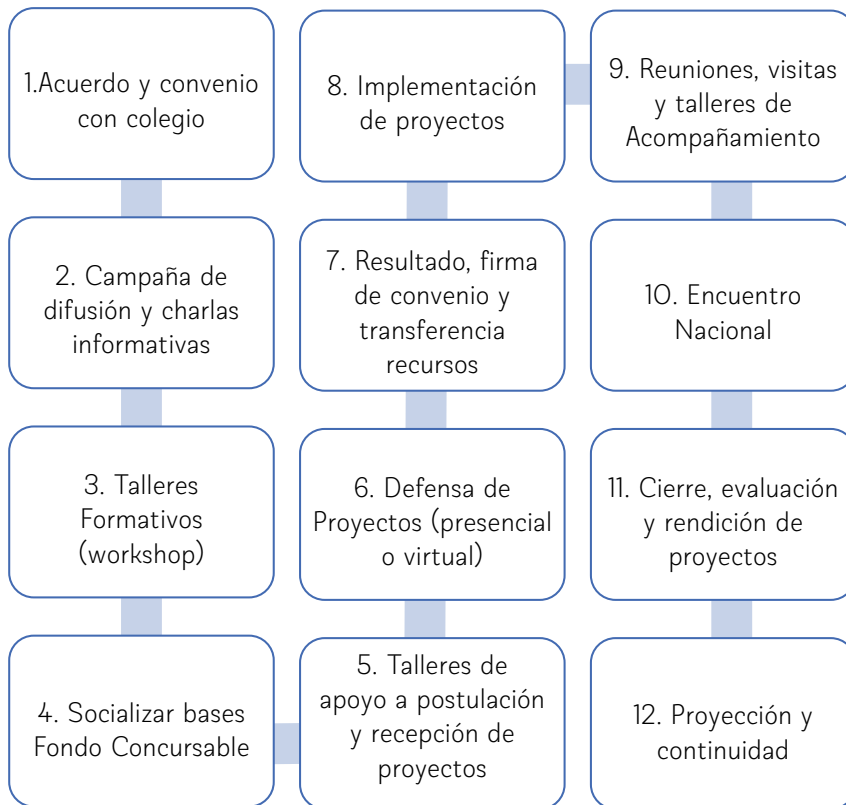 1.Acuerdo y convenio
con colegio
2. Campaña de
difusión y charlas
informativas
3. Talleres
Formativos
(workshop)
4. Socializar bases
Fondo Concursable
5. Talleres de
apoyo a postulación
y recepción de
proyectos
6. Defensa de
Proyectos (presencial
o virtual)
7. Resultado, firma
de convenio y
transferencia
recursos
8. Implementación
de proyectos
9. Reuniones, visitas
y talleres de
Acompañamiento
10. Encuentro
Nacional
11. Cierre, evaluación
y rendición de
proyectos
12. Proyección y
continuidad